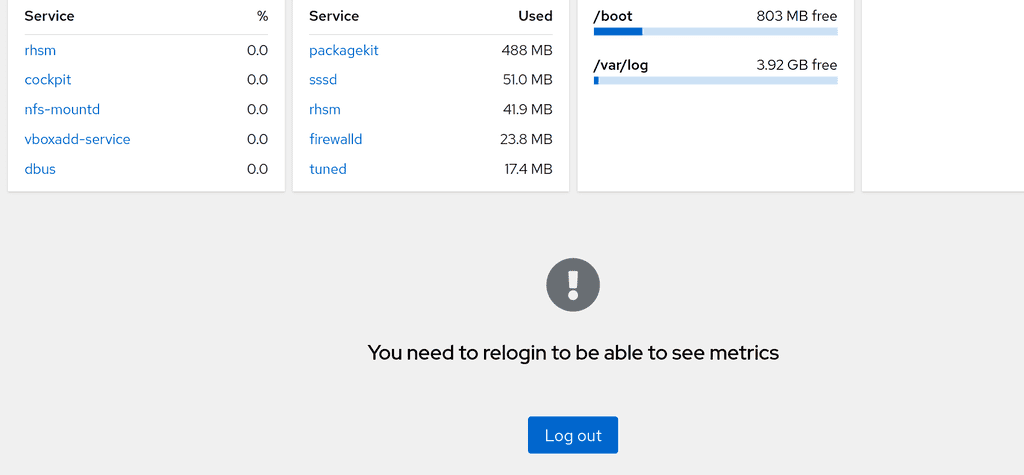 Service %
rhsm 0.0
cockpit 0.0
nfs-mountd 0.0
vboxadd-service 0.0
dbus 0.0
Service Used
packagekit 488 MB
sssd 51.0 MB
rhsm 41.9 MB
firewalld 23.8 MB
tuned 17.4 MB
/boot 803 MB free
/var/log 3.92 GB free
You need to relogin to be able to see metrics
Log out